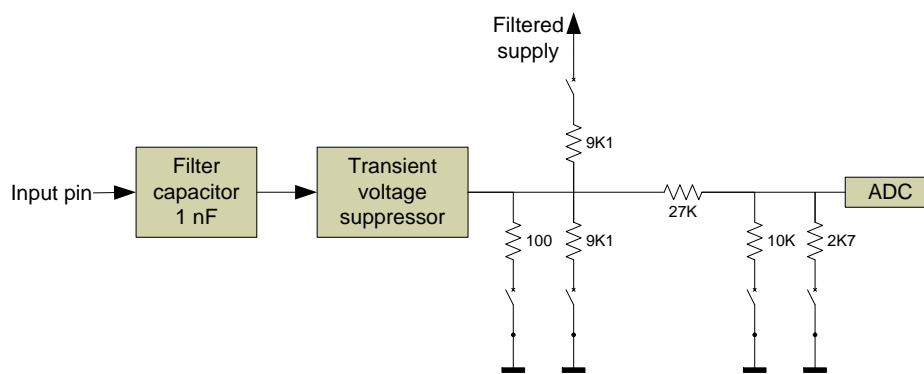 Filtered
supply
9K1
Input pin
Filter
capacitor
1 nF
Transient
voltage
suppressor
27K
ADC
100
9K1
10K
2K7